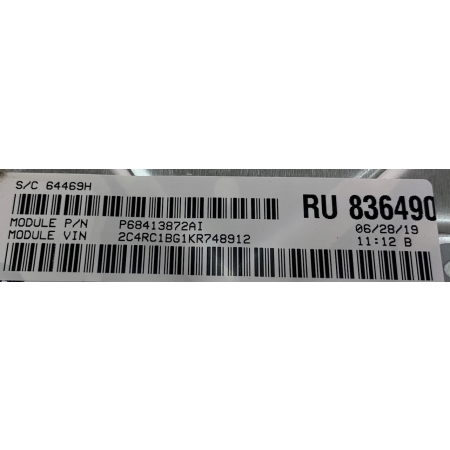 S/C 64469H
RU 836490
MODULE P/N P68413872AI 06/28/19
MODULE VIN 2C4RC1BG1KR748912 11:12 B